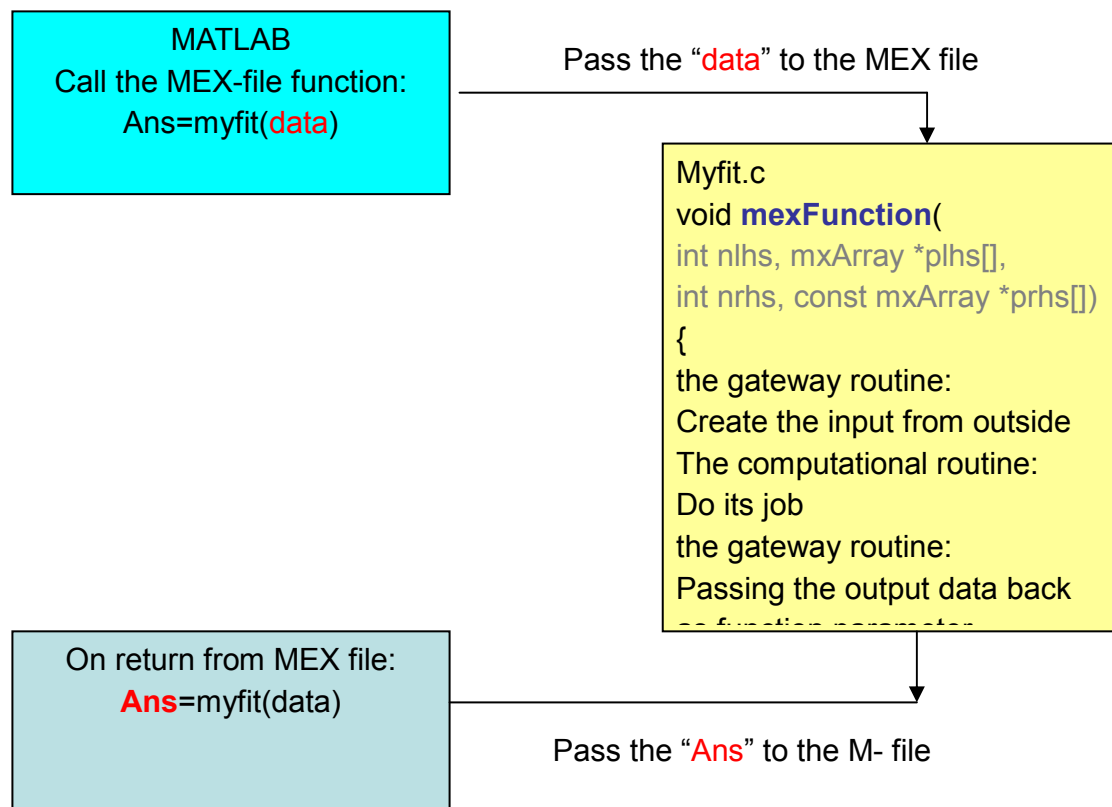 MATLAB
Call the MEX-file function:
Ans=myfit(data)
Pass the “data” to the MEX file
Myfit.c
void mexFunction(
int nlhs, mxArray *plhs[],
int nrhs, const mxArray *prhs[])
{
the gateway routine:
Create the input from outside
The computational routine:
Do its job
the gateway routine:
Passing the output data back
as function parameter
On return from MEX file:
Ans=myfit(data)
Pass the “Ans” to the M- file